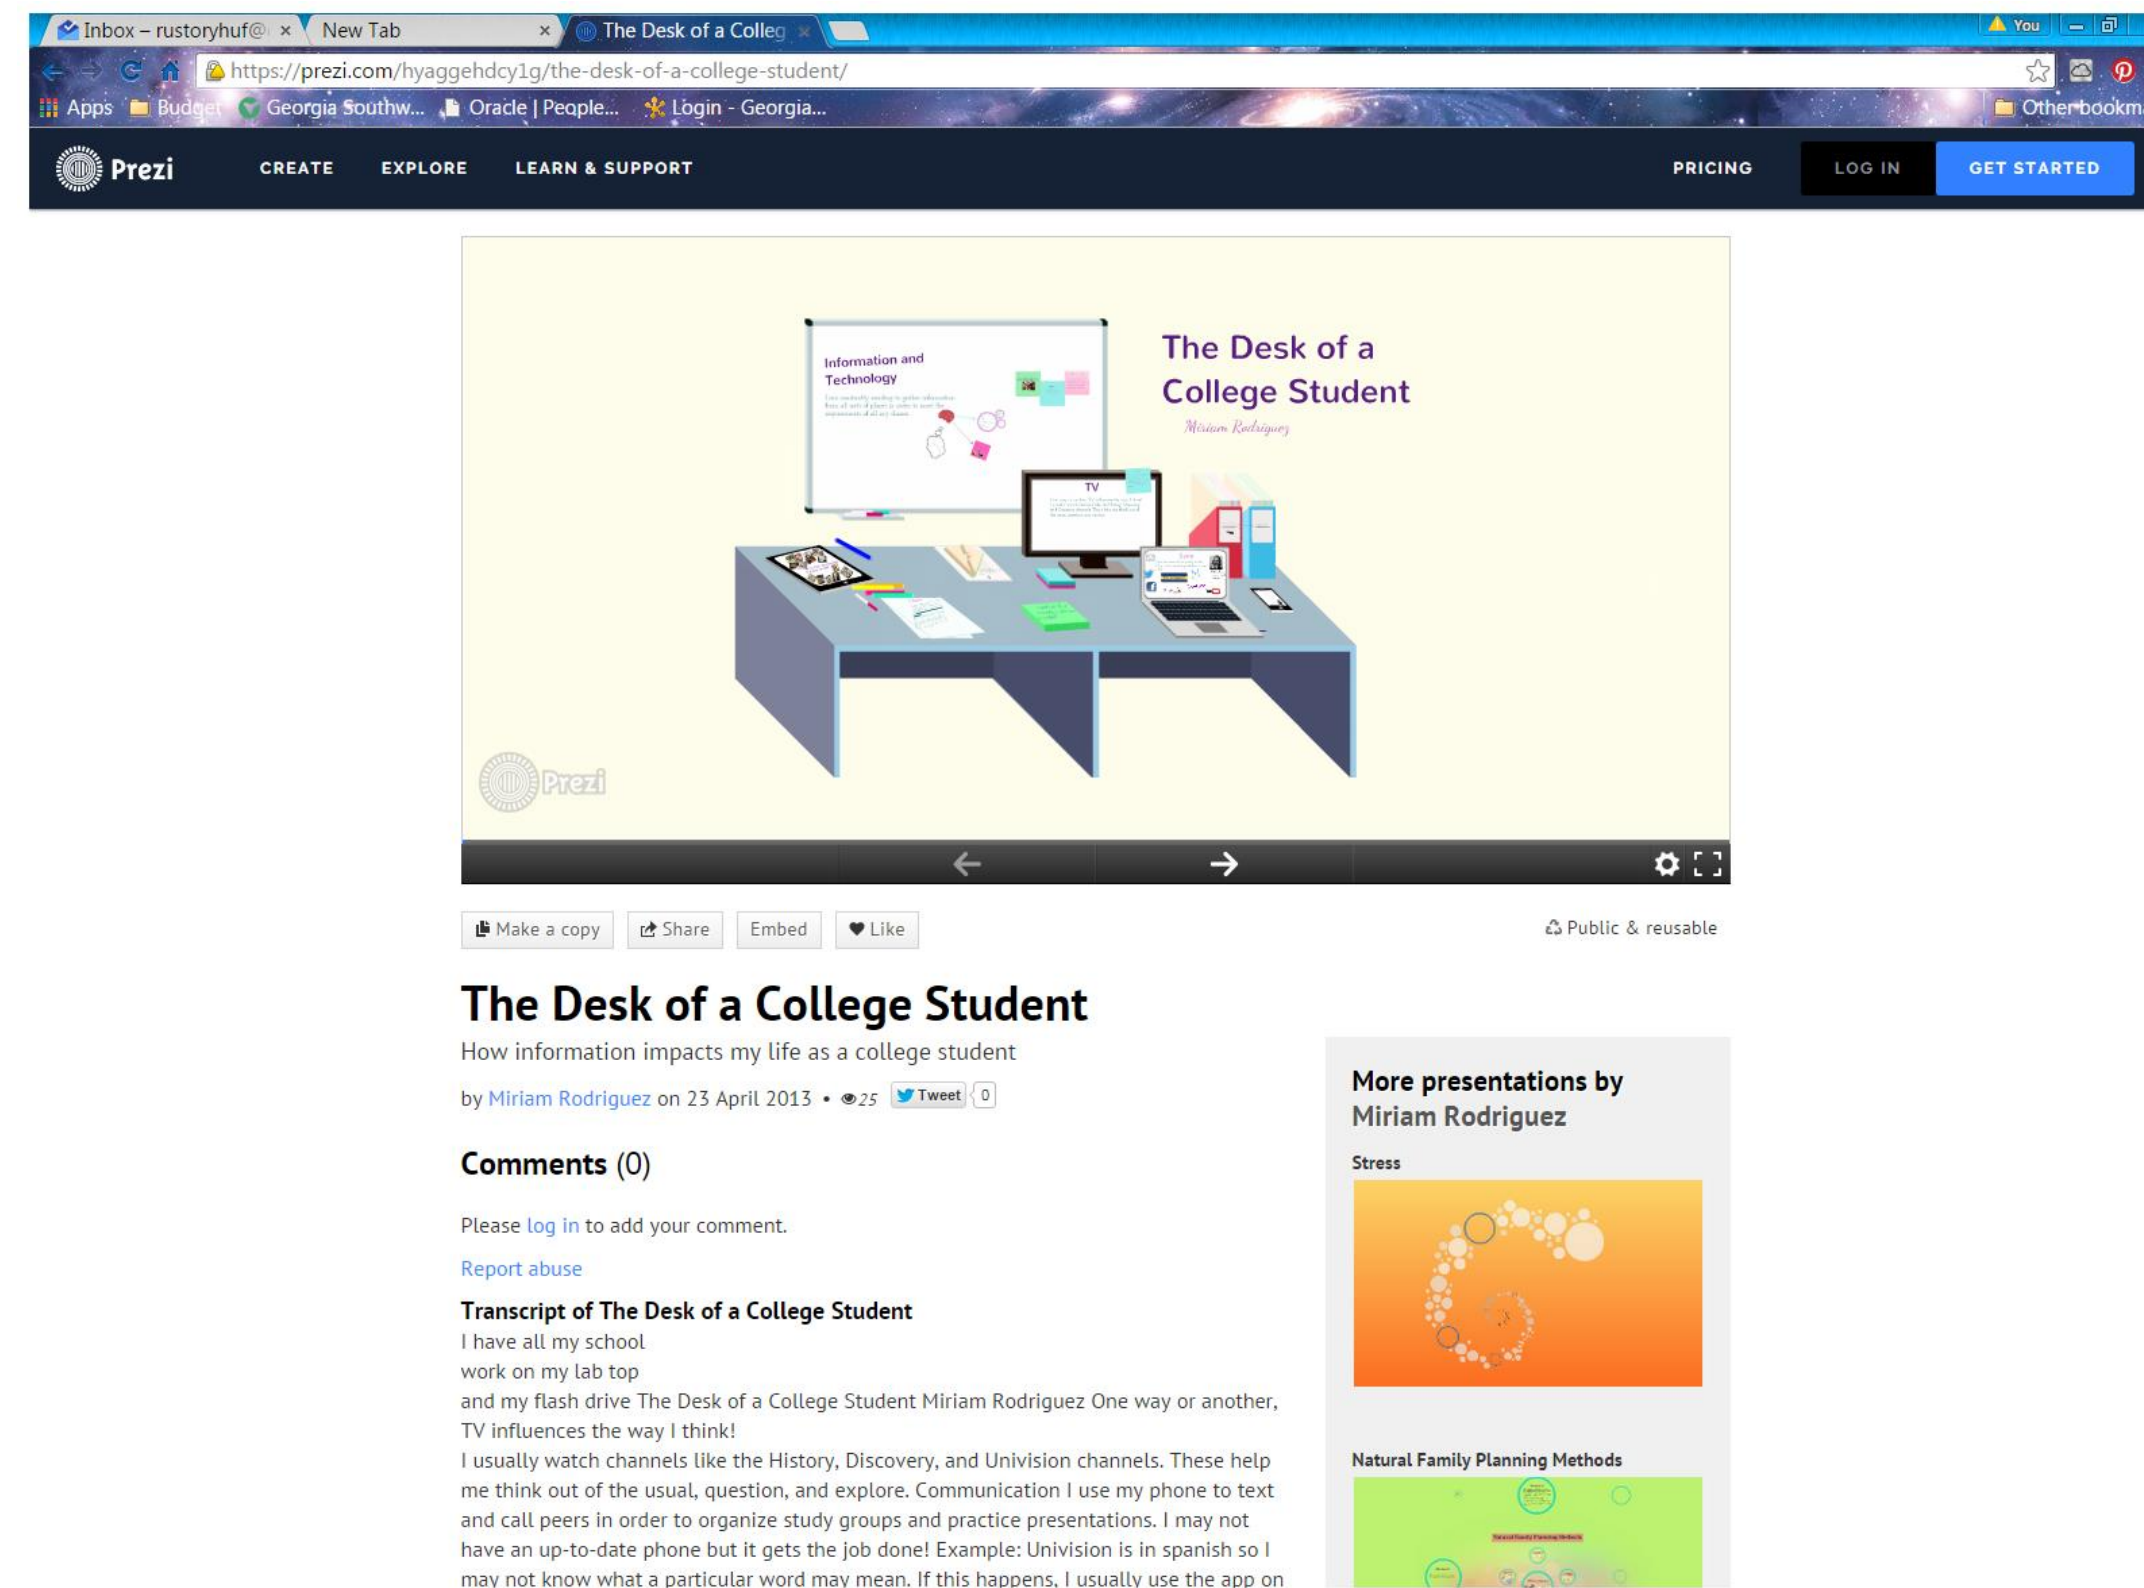 Inbox – rustoryhuf@
New Tab
The Desk of a Colleg
You
https://prezi.com/hyaggehdcy1g/the-desk-of-a-college-student/
Apps Budget Georgia Southw... Oracle | People... Login - Georgia... Other bookma
Prezi CREATE EXPLORE LEARN & SUPPORT PRICING LOG IN GET STARTED
The Desk of a
College Student
Miriam Rodriguez
Information and
Technology
TV
Prezi
Make a copy Share Embed Like Public & reusable
The Desk of a College Student
How information impacts my life as a college student
by Miriam Rodriguez on 23 April 2013 • 25 Tweet 0
Comments (0)
Please log in to add your comment.
Report abuse
Transcript of The Desk of a College Student
I have all my school
work on my lab top
and my flash drive The Desk of a College Student Miriam Rodriguez One way or another,
TV influences the way I think!
I usually watch channels like the History, Discovery, and Univision channels. These help
me think out of the usual, question, and explore. Communication I use my phone to text
and call peers in order to organize study groups and practice presentations. I may not
have an up-to-date phone but it gets the job done! Example: Univision is in spanish so I
may not know what a particular word may mean. If this happens, I usually use the app on
More presentations by
Miriam Rodriguez
Stress
Natural Family Planning Methods
Natural Family Planning Methods